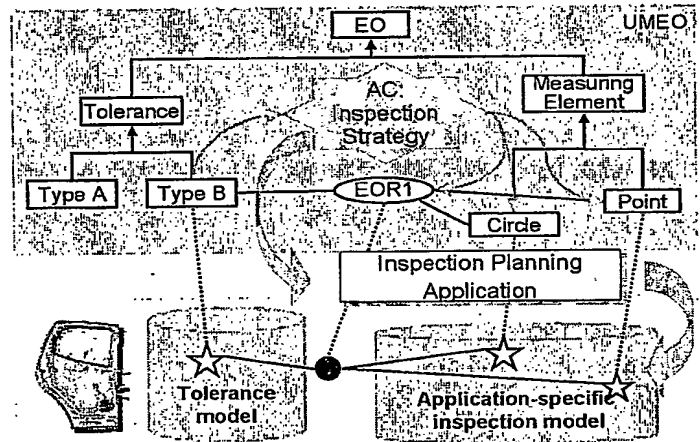 EO
UMEO
AC:
Inspection
Strategy
Measuring
Element
Tolerance
Type A
Type B
EOR1
Point
Circle
Inspection Planning
Application
Tolerance
model
Application-specific
inspection model